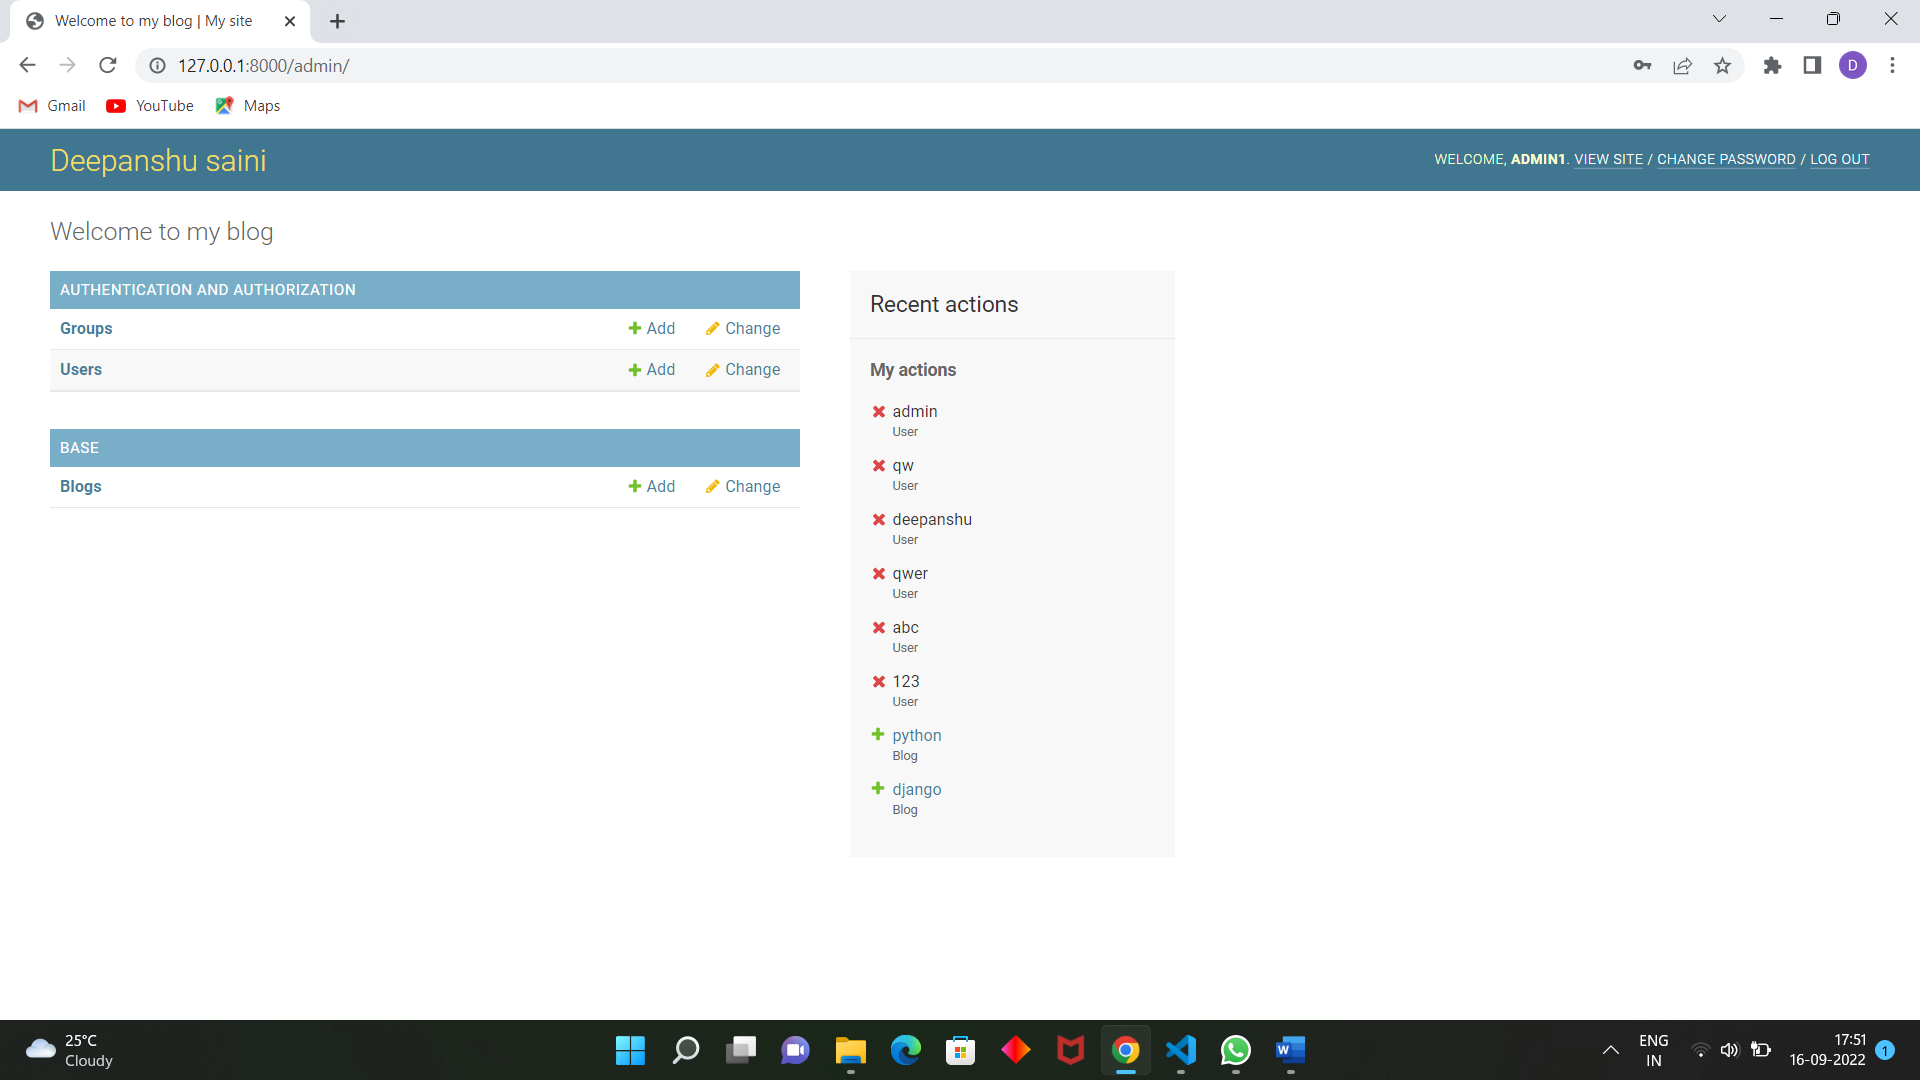 Welcome to my blog | My site
127.0.0.1:8000/admin/
D
Gmail YouTube Maps
Deepanshu saini
WELCOME, ADMIN1. VIEW SITE / CHANGE PASSWORD / LOG OUT
Welcome to my blog
AUTHENTICATION AND AUTHORIZATION
Groups Add Change
Users Add Change
BASE
Blogs Add Change
Recent actions
My actions
admin
User
qw
User
deepanshu
User
qwer
User
abc
User
123
User
python
Blog
django
Blog
25°C
Cloudy
W
ENG
IN
17:51
16-09-2022
1